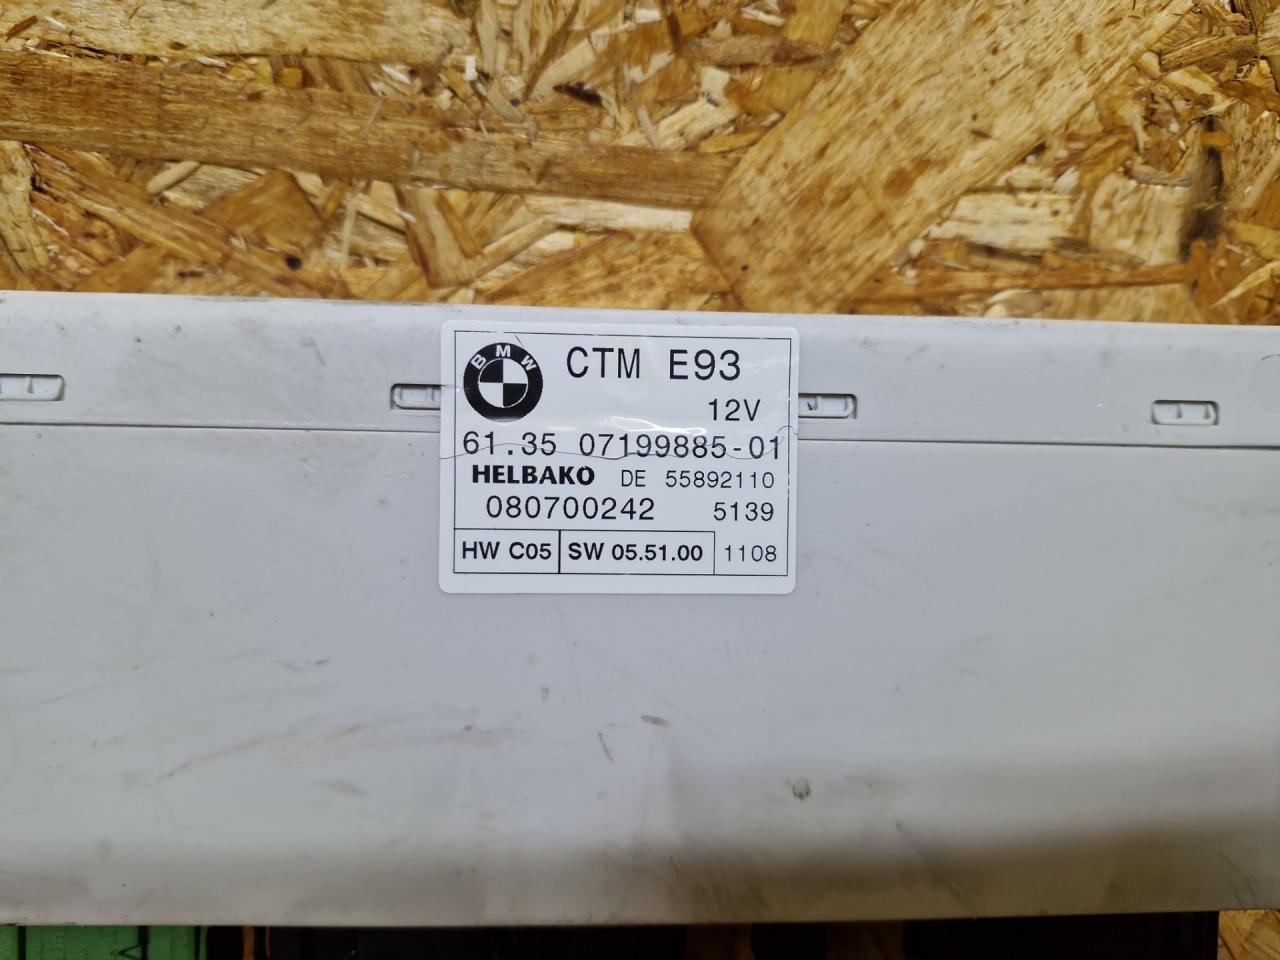 BMW
CTM E93
12V
61.35 07199885-01
HELBAKO DE 55892110
080700242 5139
HW C05 SW 05.51.00 1108